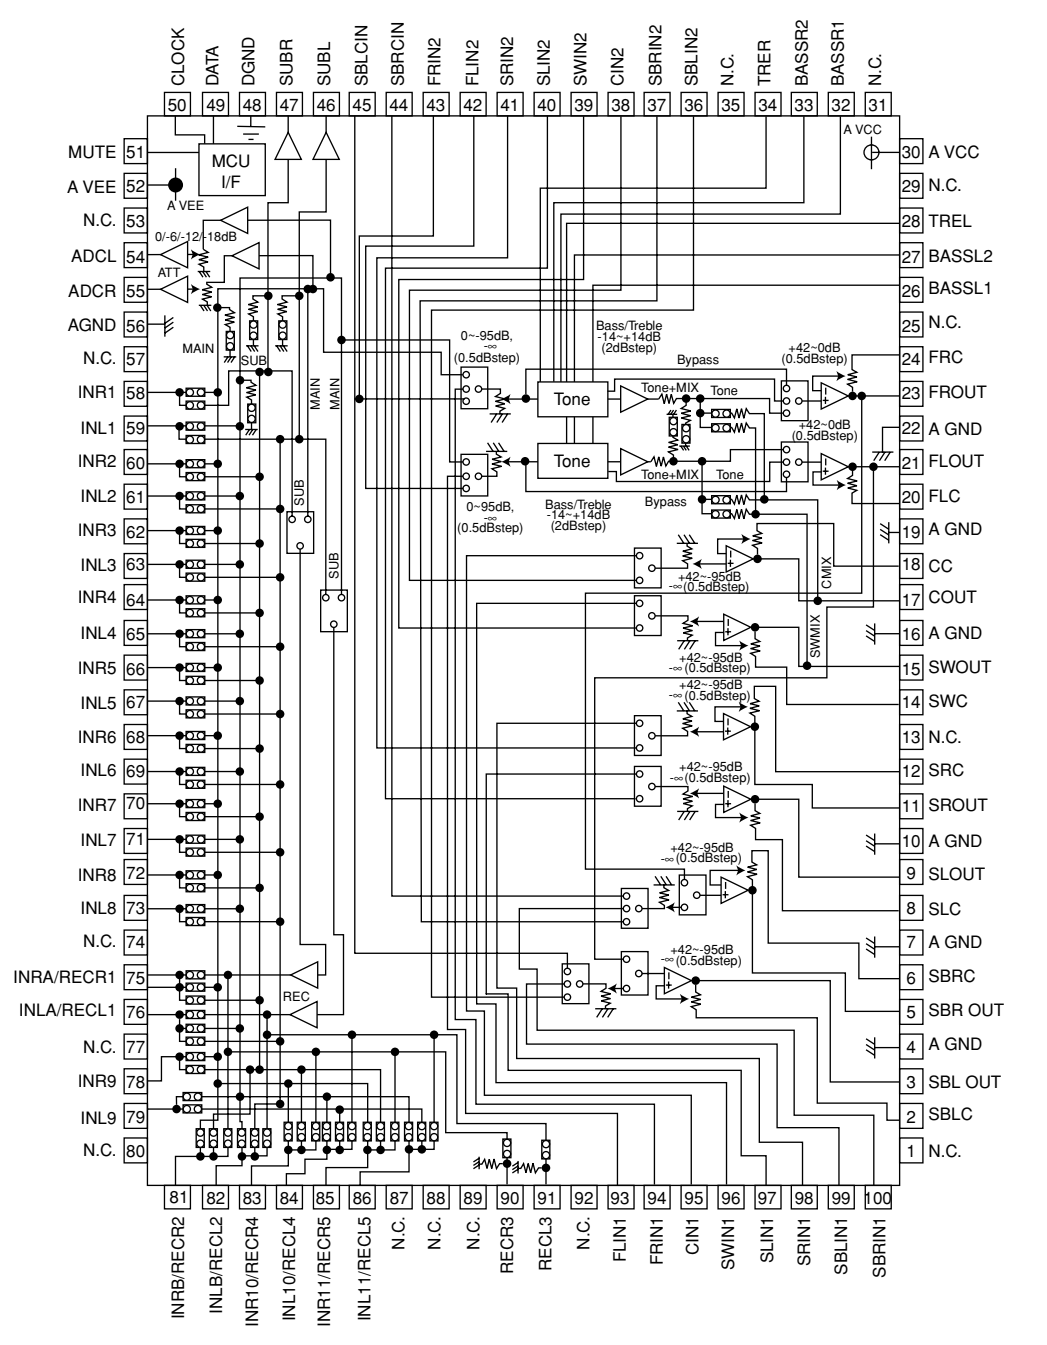 CLOCK
DATA
DGND
SUBR
SUBL
SBLCIN
SBRCIN
FRIN2
FLIN2
SRIN2
SLIN2
SWIN2
CIN2
SBRIN2
SBLIN2
N.C.
TRER
BASSR2
BASSR1
N.C.
50 49 48 47 46 45 44 43 42 41 40 39 38 37 36 35 34 33 32 31
MUTE 51
A VEE 52
N.C. 53
ADCL 54
ADCR 55
AGND 56
N.C. 57
INR1 58
INL1 59
INR2 60
INL2 61
INR3 62
INL3 63
INR4 64
INL4 65
INR5 66
INL5 67
INR6 68
INL6 69
INR7 70
INL7 71
INR8 72
INL8 73
N.C. 74
INRA/RECR1 75
INLA/RECL1 76
N.C. 77
INR9 78
INL9 79
N.C. 80
MCU
I/F
A VEE
0/-6/-12/-18dB
ATT
MAIN
SUB
MAIN
MAIN
SUB
SUB
REC
A VCC
0~-95dB,
-∞
(0.5dBstep)
Bass/Treble
-14~+14dB
(2dBstep)
Bypass
+42~0dB
(0.5dBstep)
Tone
Tone+MIX
Tone
+42~0dB
(0.5dBstep)
Tone
Tone+MIX
Tone
0~95dB,
-∞
(0.5dBstep)
Bass/Treble
-14~+14dB
(2dBstep)
Bypass
+42~-95dB
-∞(0.5dBstep)
CMIX
SWMIX
+42~-95dB
-∞(0.5dBstep)
+42~-95dB
-∞(0.5dBstep)
+42~-95dB
-∞(0.5dBstep)
+42~-95dB
-∞(0.5dBstep)
+42~-95dB
-∞(0.5dBstep)
30 A VCC
29 N.C.
28 TREL
27 BASSL2
26 BASSL1
25 N.C.
24 FRC
23 FROUT
22 A GND
21 FLOUT
20 FLC
19 A GND
18 CC
17 COUT
16 A GND
15 SWOUT
14 SWC
13 N.C.
12 SRC
11 SROUT
10 A GND
9 SLOUT
8 SLC
7 A GND
6 SBRC
5 SBR OUT
4 A GND
3 SBL OUT
2 SBLC
1 N.C.
81 82 83 84 85 86 87 88 89 90 91 92 93 94 95 96 97 98 99 100
INRB/RECR2
INLB/RECL2
INR10/RECR4
INL10/RECL4
INR11/RECR5
INL11/RECL5
N.C.
N.C.
N.C.
RECR3
RECL3
N.C.
FLIN1
FRIN1
CIN1
SWIN1
SLIN1
SRIN1
SBLIN1
SBRIN1